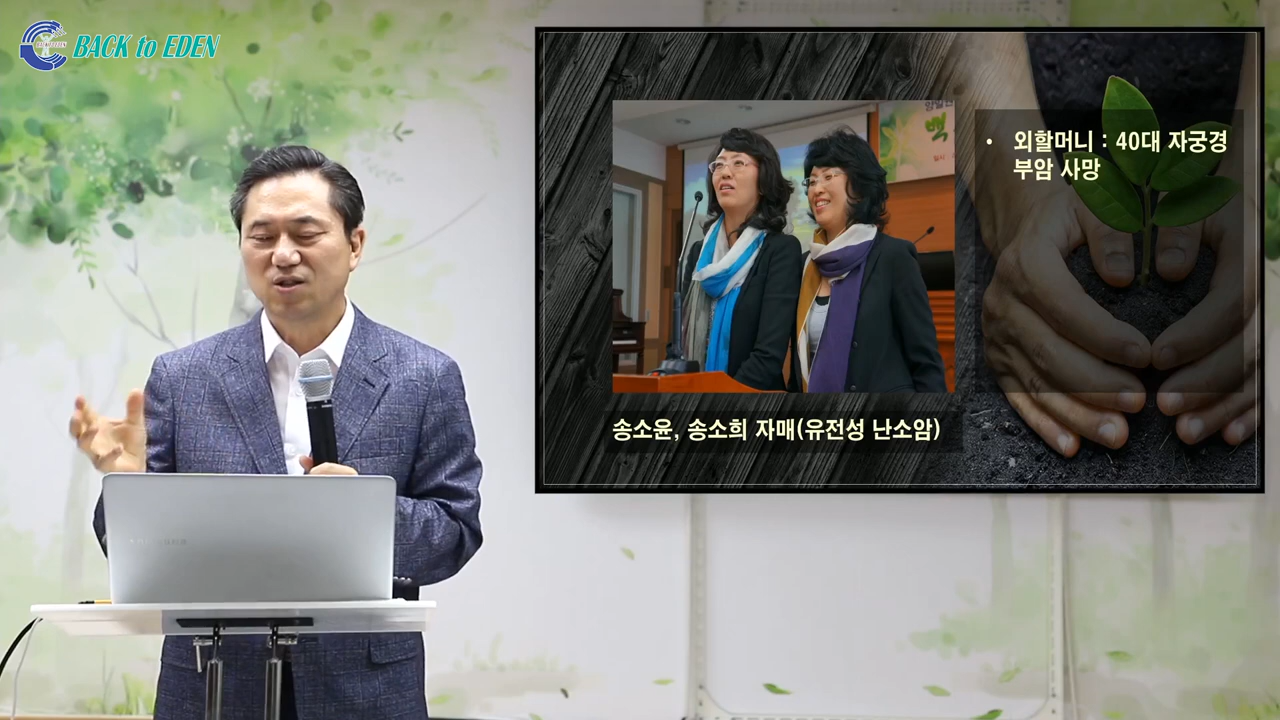 BACK to EDEN
• 외할머니 : 40대 자궁경
부암 사망
송소윤, 송소희 자매(유전성 난소암)